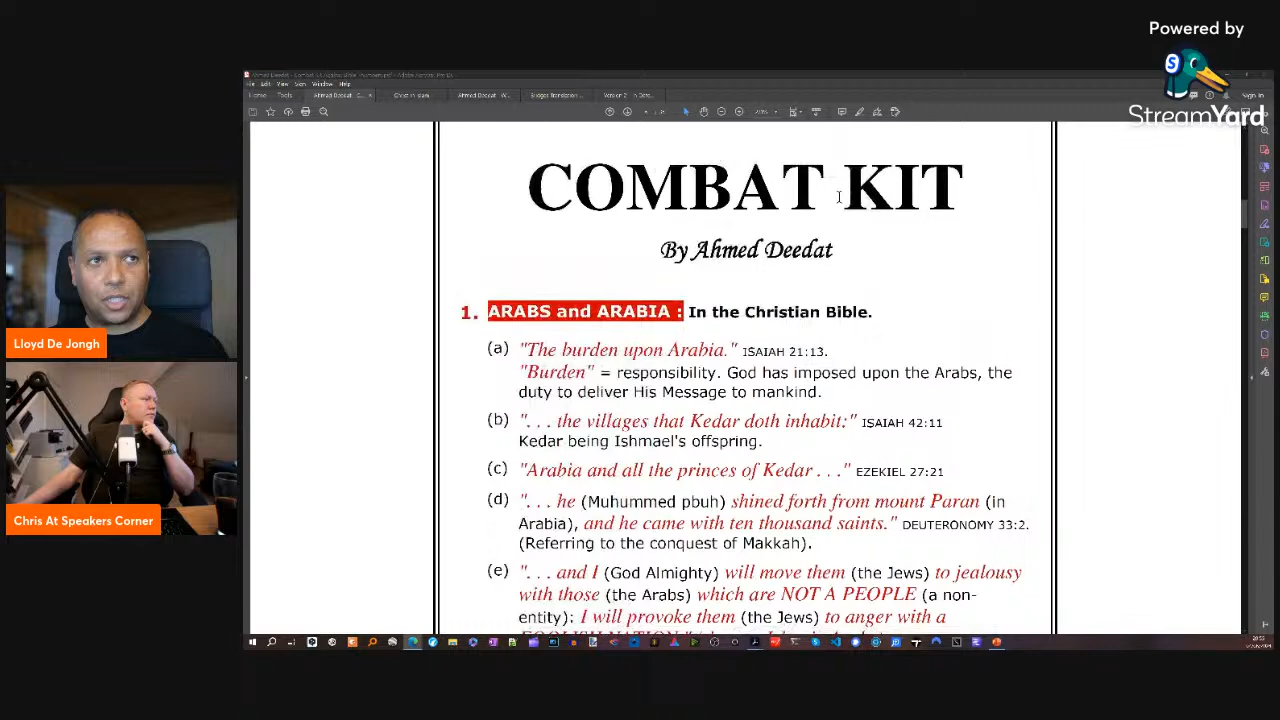 Powered by
StreamYard
Home Tools
Sign In
COMBAT KIT
By Ahmed Deedat
1. ARABS and ARABIA : In the Christian Bible.
(a) "The burden upon Arabia." ISAIAH 21:13.
"Burden" = responsibility. God has imposed upon the Arabs, the
duty to deliver His Message to mankind.
(b) ". . . the villages that Kedar doth inhabit:" ISAIAH 42:11
Kedar being Ishmael's offspring.
(c) "Arabia and all the princes of Kedar . . ." EZEKIEL 27:21
(d) ". . . he (Muhummed pbuh) shined forth from mount Paran (in
Arabia), and he came with ten thousand saints." DEUTERONOMY 33:2.
(Referring to the conquest of Makkah).
(e) ". . . and I (God Almighty) will move them (the Jews) to jealousy
with those (the Arabs) which are NOT A PEOPLE (a non-
entity): I will provoke them (the Jews) to anger with a
Lloyd De Jongh
Chris At Speakers Corner